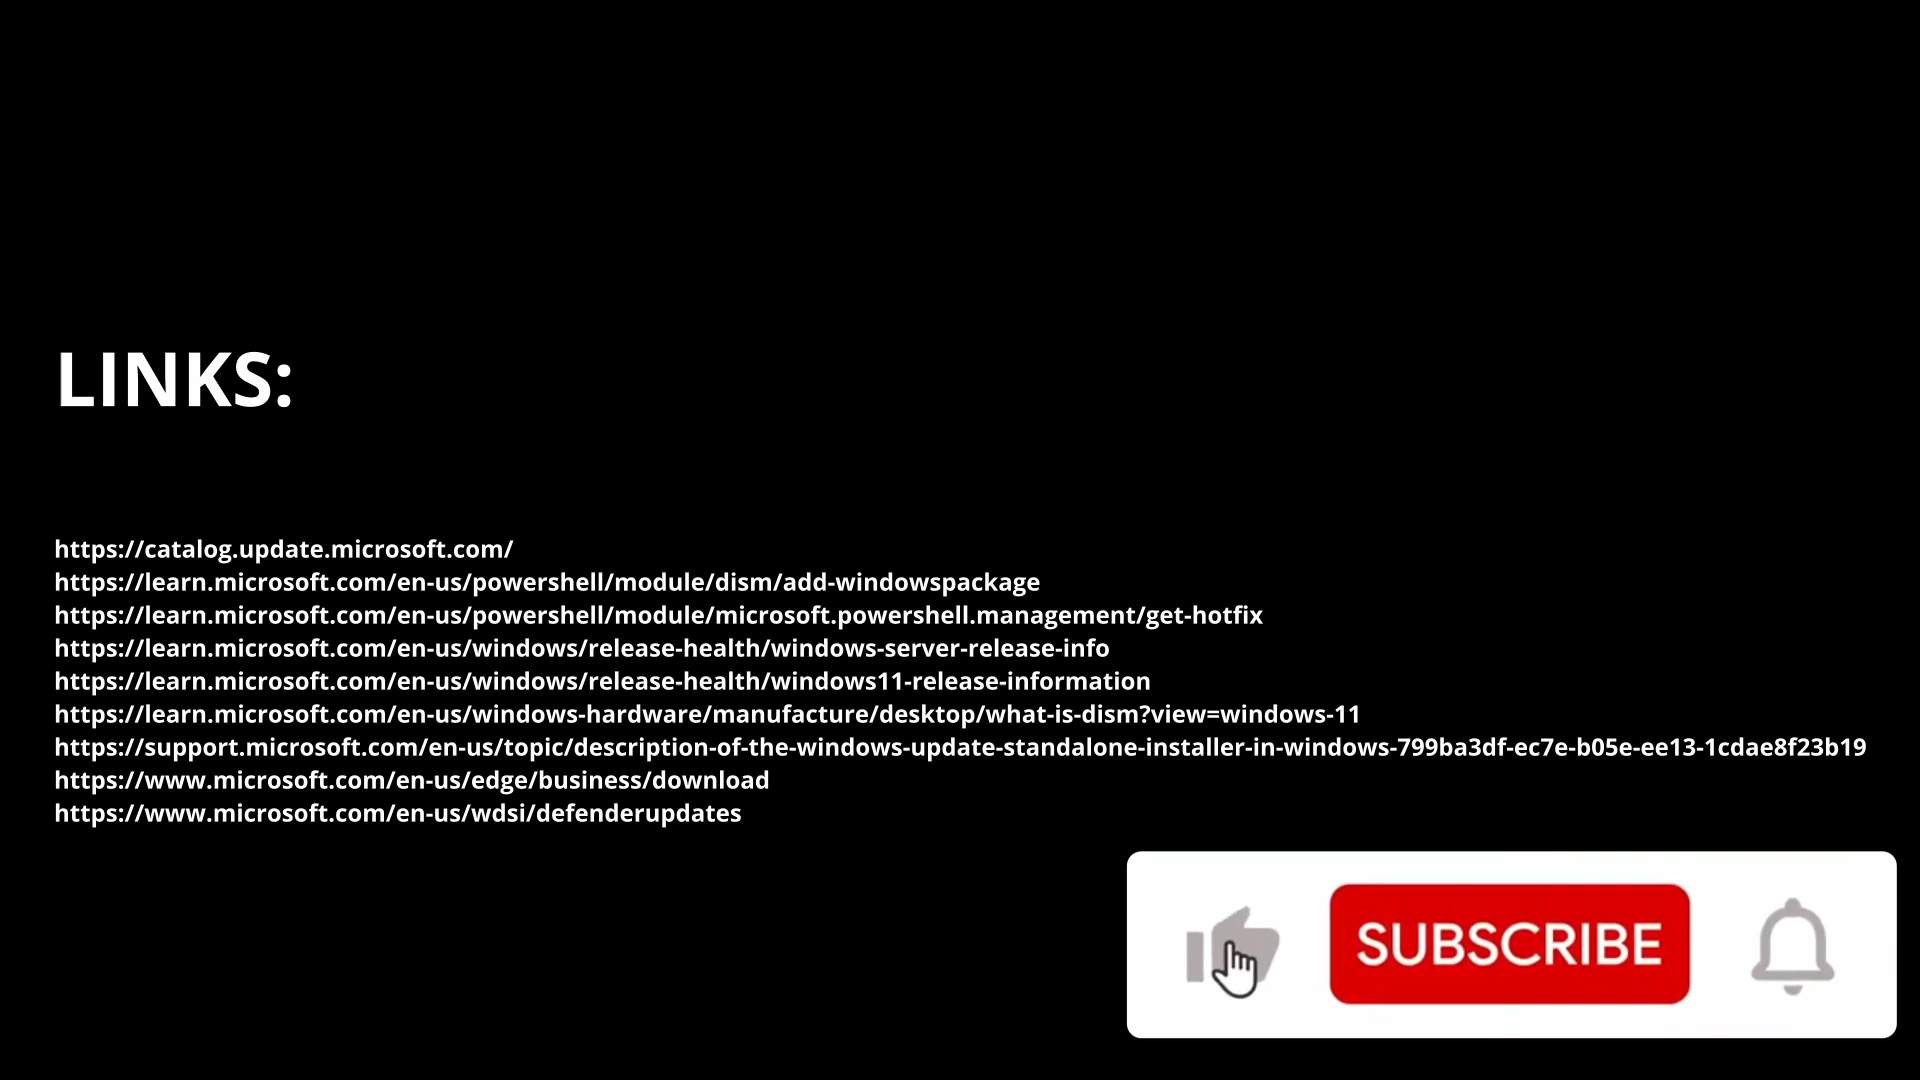 LINKS:
https://catalog.update.microsoft.com/
https://learn.microsoft.com/en-us/powershell/module/dism/add-windowspackage
https://learn.microsoft.com/en-us/powershell/module/microsoft.powershell.management/get-hotfix
https://learn.microsoft.com/en-us/windows/release-health/windows-server-release-info
https://learn.microsoft.com/en-us/windows/release-health/windows11-release-information
https://learn.microsoft.com/en-us/windows-hardware/manufacture/desktop/what-is-dism?view=windows-11
https://support.microsoft.com/en-us/topic/description-of-the-windows-update-standalone-installer-in-windows-799ba3df-ec7e-b05e-ee13-1cdae8f23b19
https://www.microsoft.com/en-us/edge/business/download
https://www.microsoft.com/en-us/wdsi/defenderupdates
SUBSCRIBE